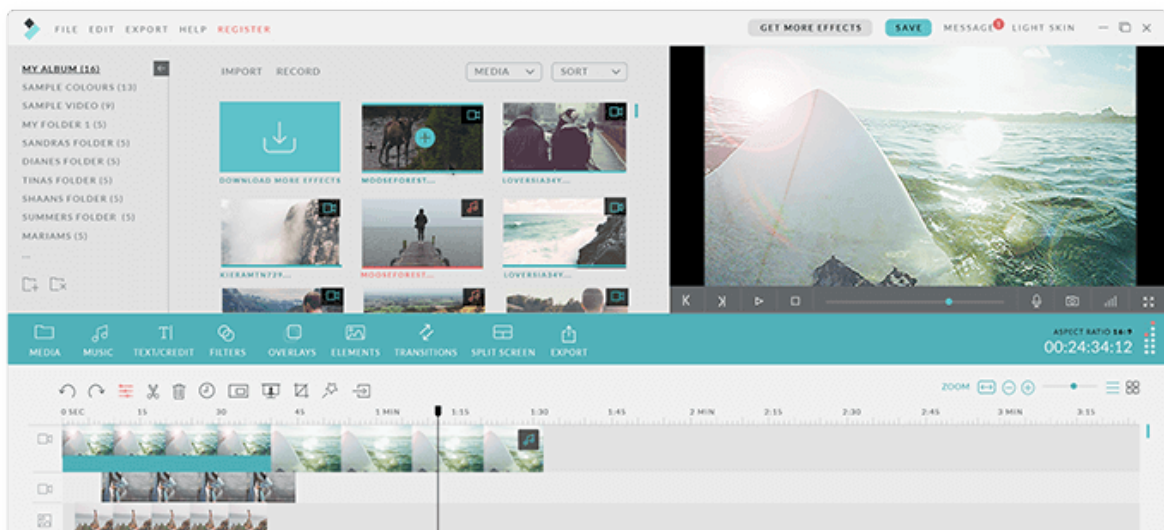 FILE EDIT EXPORT HELP REGISTER
GET MORE EFFECTS SAVE MESSAGE LIGHT SKIN
MY ALBUM (16)
SAMPLE COLOURS (13)
SAMPLE VIDEO (9)
MY FOLDER 1 (5)
SANDRAS FOLDER (5)
DIANES FOLDER (5)
TINAS FOLDER (5)
SHAANS FOLDER (5)
SUMMERS FOLDER (5)
MARIAMS (5)
...
IMPORT RECORD MEDIA SORT
DOWNLOAD MORE EFFECTS MOOSEFOREST...
MOOSEFOREST...
MEDIA MUSIC TEXT/CREDIT FILTERS OVERLAYS ELEMENTS TRANSITIONS SPLIT SCREEN EXPORT
ASPECT RATIO 16:9
00:24:34:12
ZOOM
0 SEC 15 30 45 1 MIN 1:15 1:30 1:45 2 MIN 2:15 2:30 2:45 3 MIN 3:15